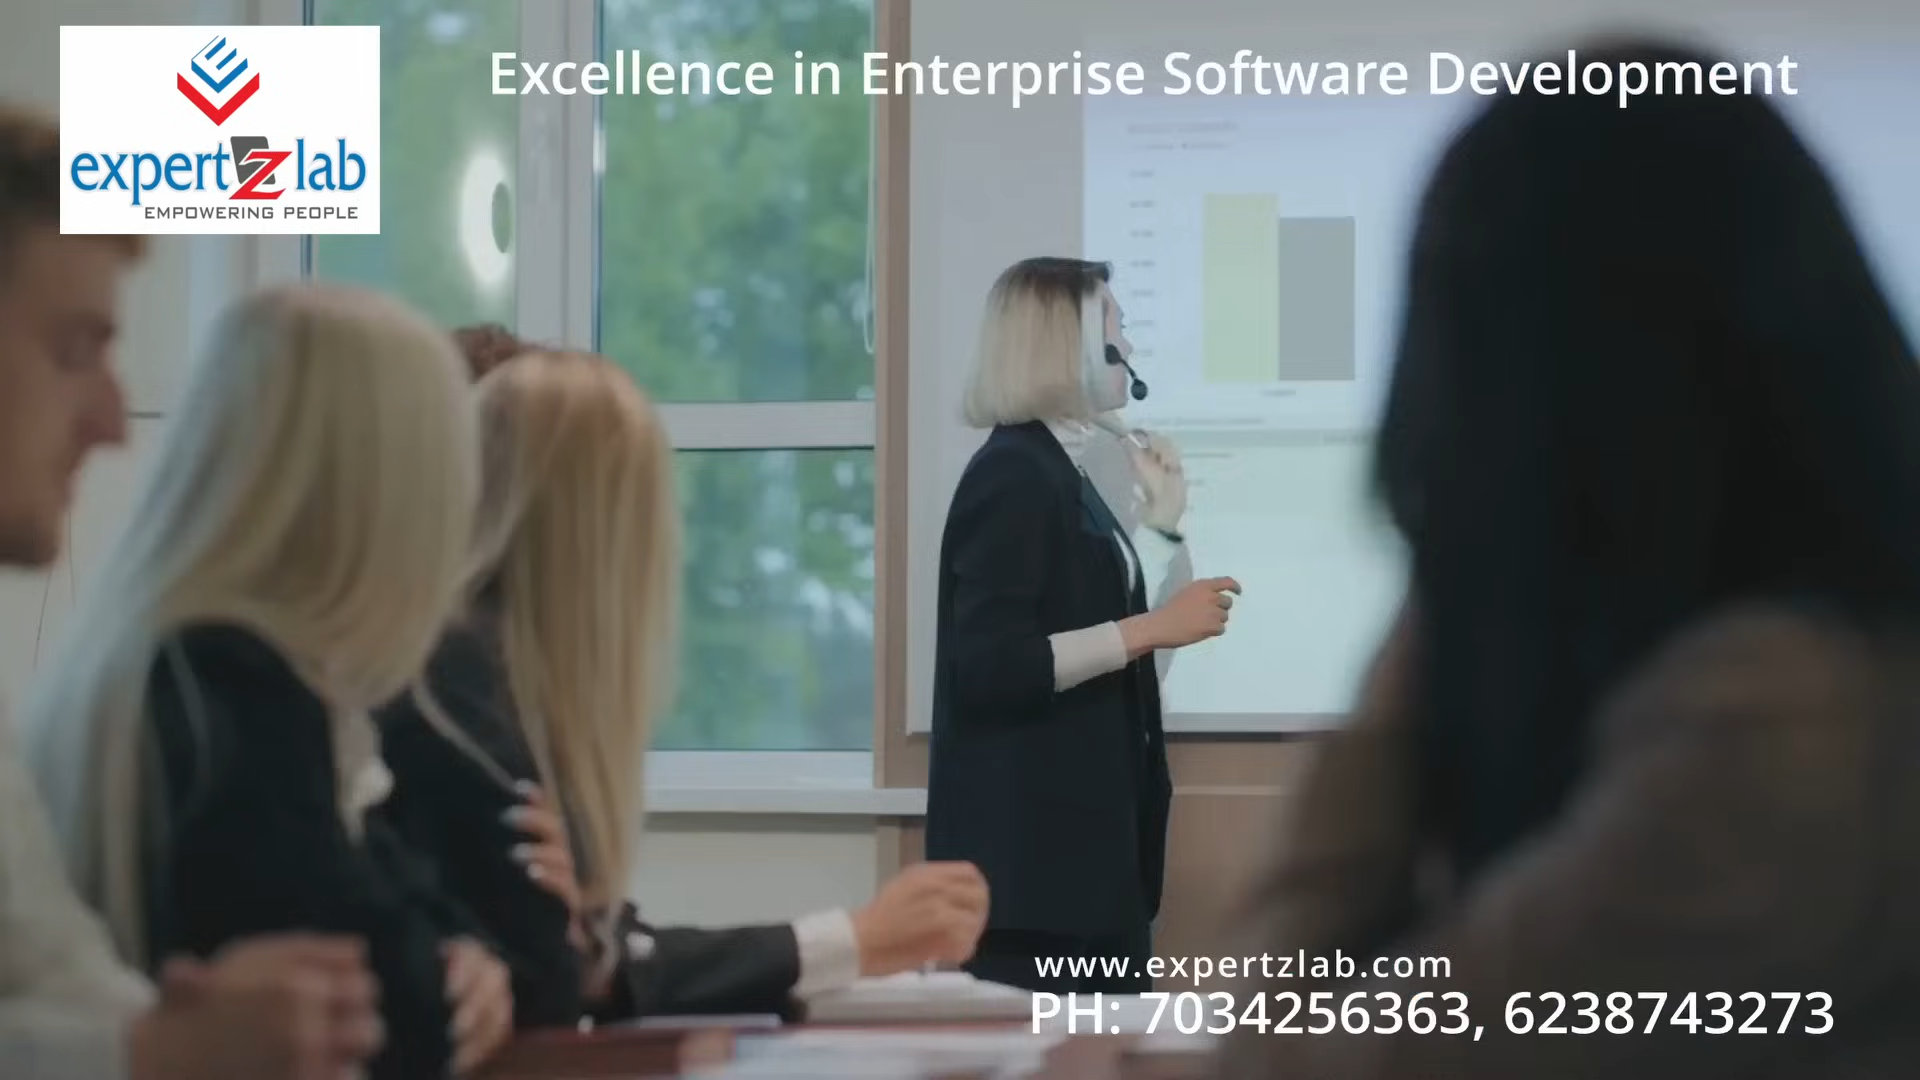 expertzlab
EMPOWERING PEOPLE
Excellence in Enterprise Software Development
www.expertzlab.com
PH: 7034256363, 6238743273